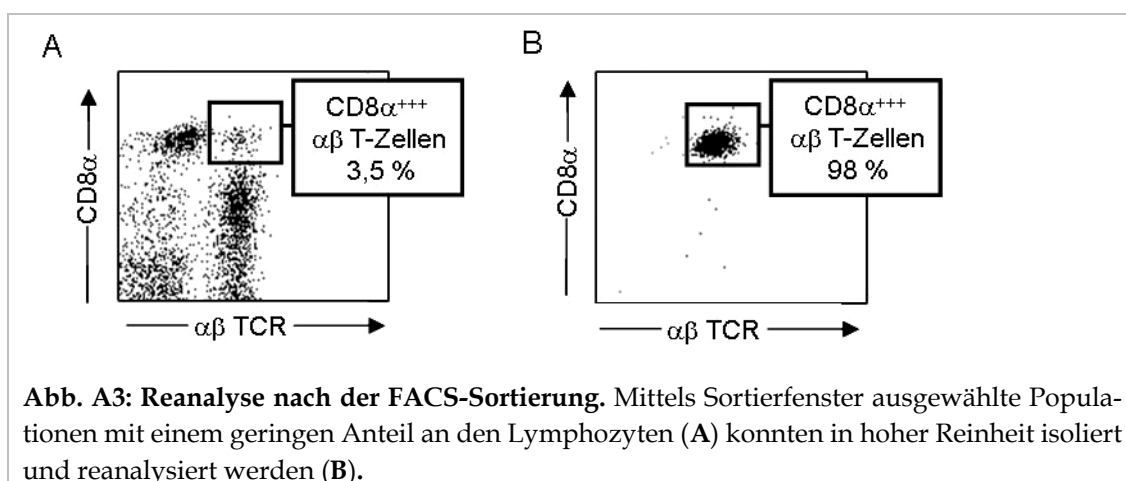 A
CD8α
CD8α+++
αβ T-Zellen
3,5 %
αβ TCR
B
CD8α
CD8α+++
αβ T-Zellen
98 %
αβ TCR
Abb. A3: Reanalyse nach der FACS-Sortierung. Mittels Sortierfenster ausgewählte Popula-
tionen mit einem geringen Anteil an den Lymphozyten (A) konnten in hoher Reinheit isoliert
und reanalysiert werden (B).